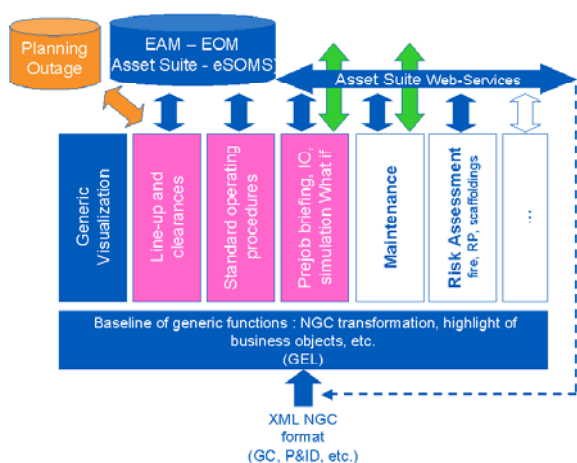 Planning
Outage
EAM – EOM
Asset Suite - eSOMS)
Asset Suite Web-Services
Generic
Visualization
Line-up and
clearances
Standard operating
procedures
Prejob briefing, IO,
simulation What if
Maintenance
Risk Assessment
fire, RP, scaffoldings
...
Baseline of generic functions : NGC transformation, highlight of
business objects, etc.
(GEL)
XML NGC
format
(GC, P&ID, etc.)